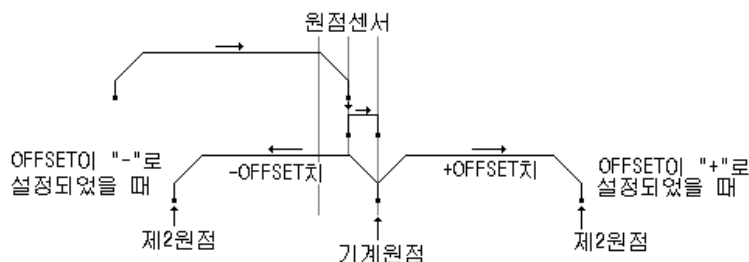 원점센서
OFFSET이 "-"로
설정되었을 때
-OFFSET치
+OFFSET치
OFFSET이 "+"로
설정되었을 때
제2원점
기계원점
제2원점